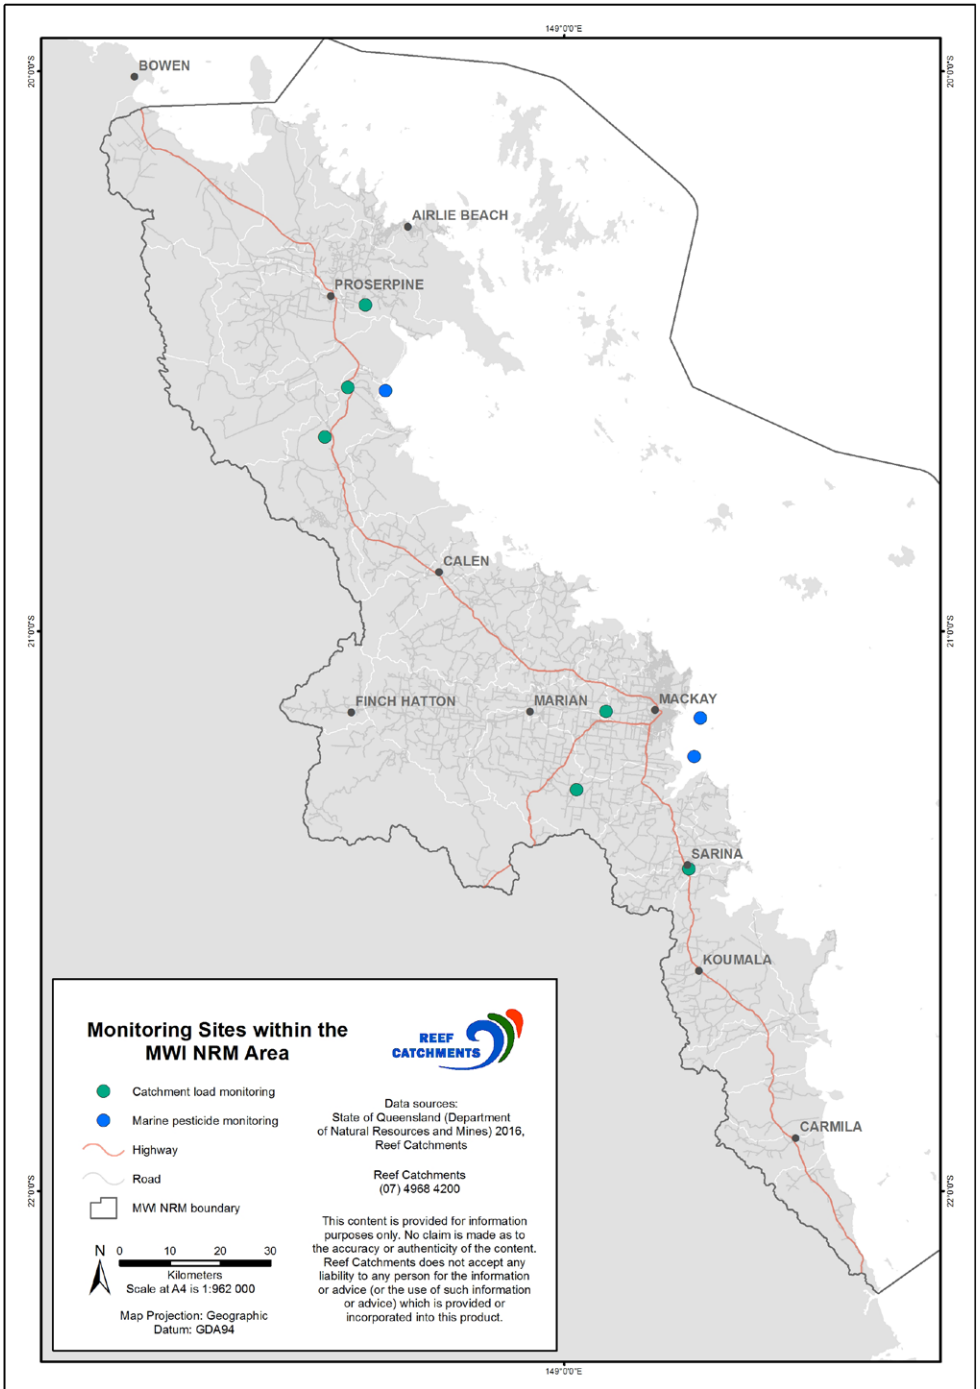 149°0'0"E
20°0'0"S
20°0'0"S
BOWEN
AIRLIE BEACH
PROSERPINE
CALEN
21°0'0"S
21°0'0"S
FINCH HATTON
MARIAN
MACKAY
SARINA
KOUMALA
CARMILA
22°0'0"S
22°0'0"S
Monitoring Sites within the
MWI NRM Area
Catchment load monitoring
Marine pesticide monitoring
Highway
Road
MWI NRM boundary
N
0 10 20 30
Kilometers
Scale at A4 is 1:962 000
Map Projection: Geographic
Datum: GDA94
REEF
CATCHMENTS
Data sources:
State of Queensland (Department
of Natural Resources and Mines) 2016,
Reef Catchments
Reef Catchments
(07) 4968 4200
This content is provided for information
purposes only. No claim is made as to
the accuracy or authenticity of the content.
Reef Catchments does not accept any
liability to any person for the information
or advice (or the use of such information
or advice) which is provided or
incorporated into this product.
149°0'0"E